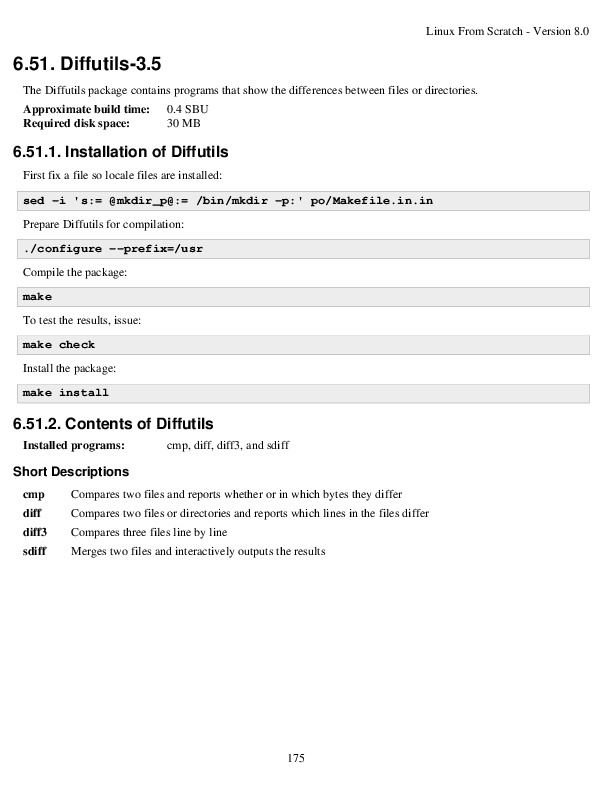 Linux From Scratch - Version 8.0
6.51. Diffutils-3.5
The Diffutils package contains programs that show the differences between files or directories.
Approximate build time: 0.4 SBU
Required disk space: 30 MB
6.51.1. Installation of Diffutils
First fix a file so locale files are installed:
sed -i 's:= @mkdir_p@:= /bin/mkdir -p:' po/Makefile.in.in
Prepare Diffutils for compilation:
./configure --prefix=/usr
Compile the package:
make
To test the results, issue:
make check
Install the package:
make install
6.51.2. Contents of Diffutils
Installed programs: cmp, diff, diff3, and sdiff
Short Descriptions
cmp Compares two files and reports whether or in which bytes they differ
diff Compares two files or directories and reports which lines in the files differ
diff3 Compares three files line by line
sdiff Merges two files and interactively outputs the results
175